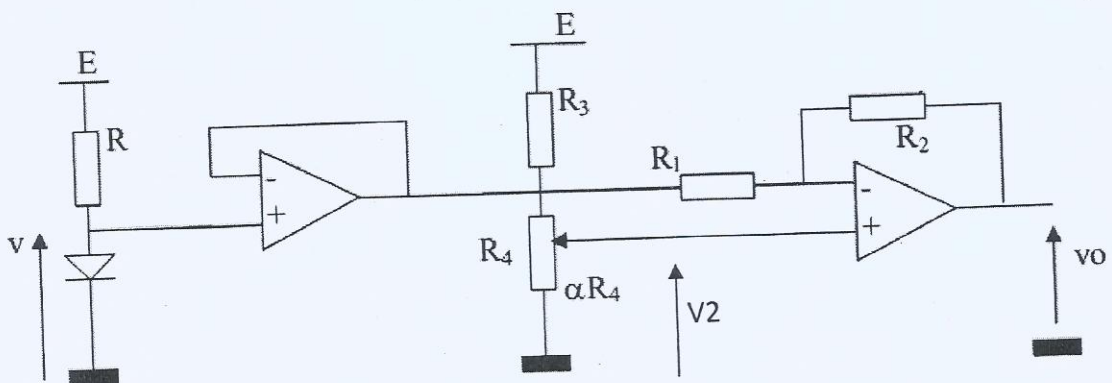 E
E
R
R₃
R₂
R₁
-
+
-
+
v
R₄
αR₄
V2
vo